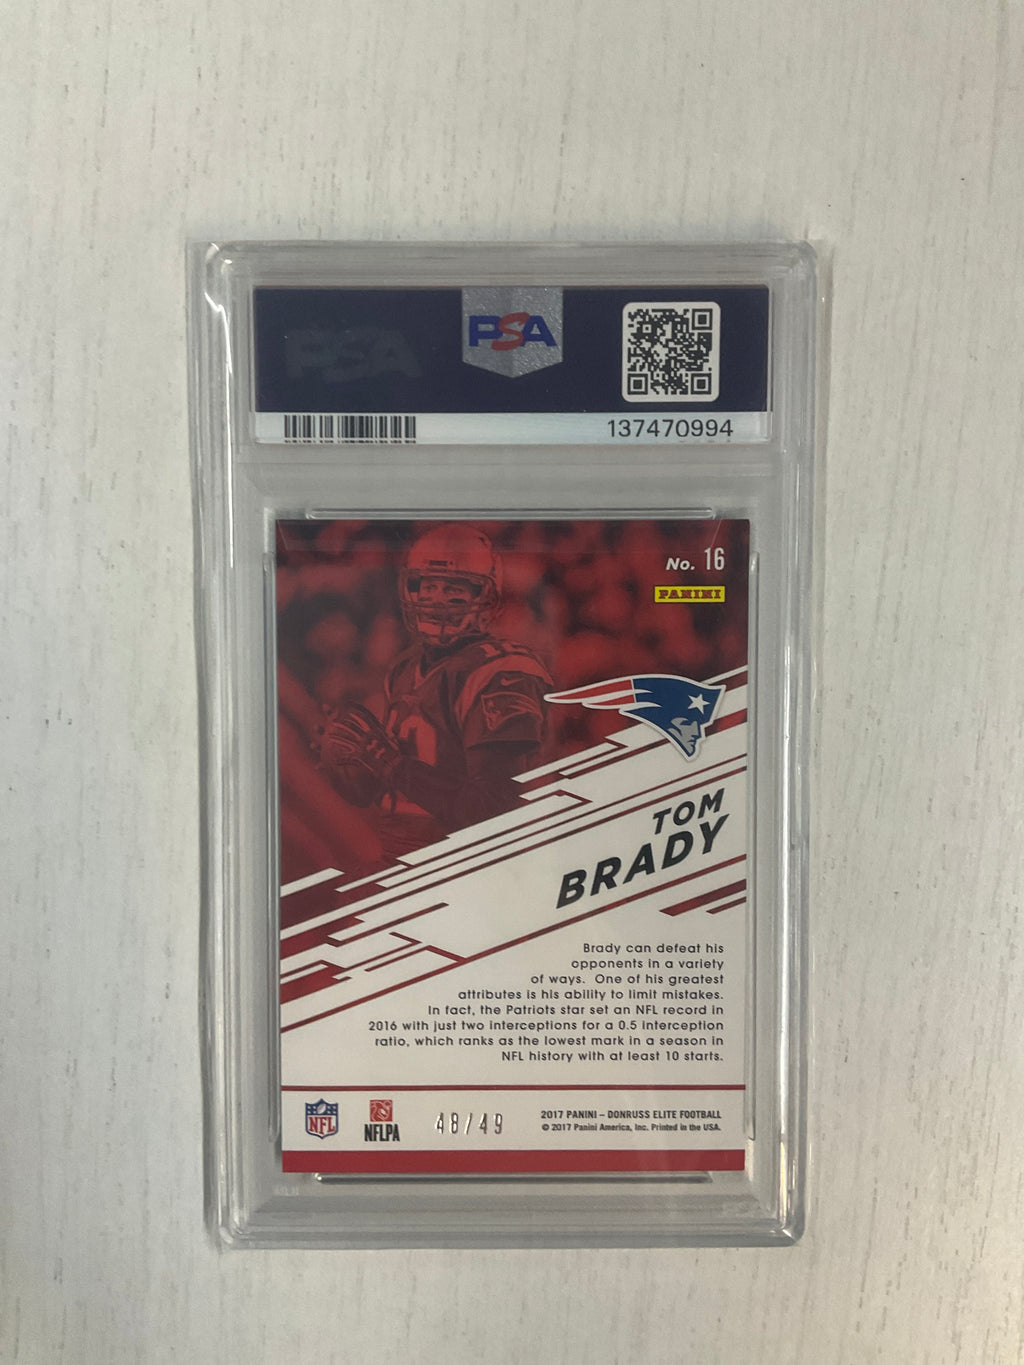 PSA
PSA
137470994
No. 16
PANINI
TOM
BRADY
Brady can defeat his
opponents in a variety
of ways. One of his greatest
attributes is his ability to limit mistakes.
In fact, the Patriots star set an NFL record in
2016 with just two interceptions for a 0.5 interception
ratio, which ranks as the lowest mark in a season in
NFL history with at least 10 starts.
NFL
NFLPA
48/49
2017 PANINI – DONRUSS ELITE FOOTBALL
© 2017 Panini America, Inc. Printed in the USA.